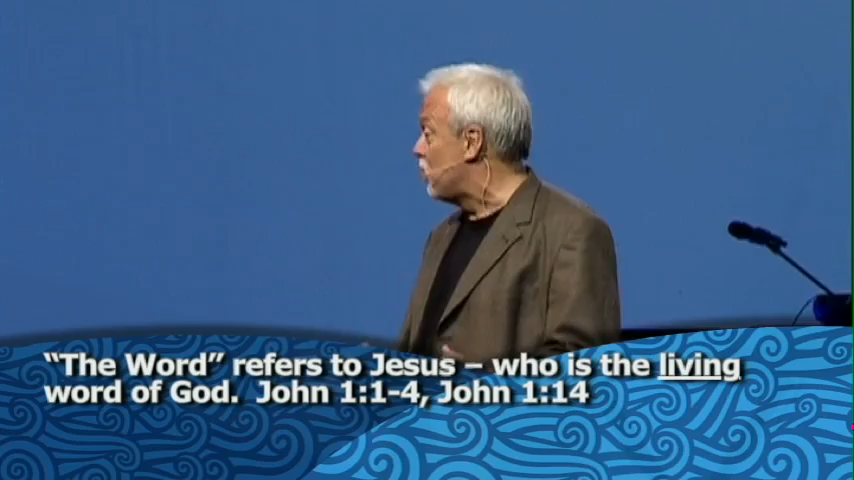 “The Word” refers to Jesus – who is the living
word of God.  John 1:1-4, John 1:14